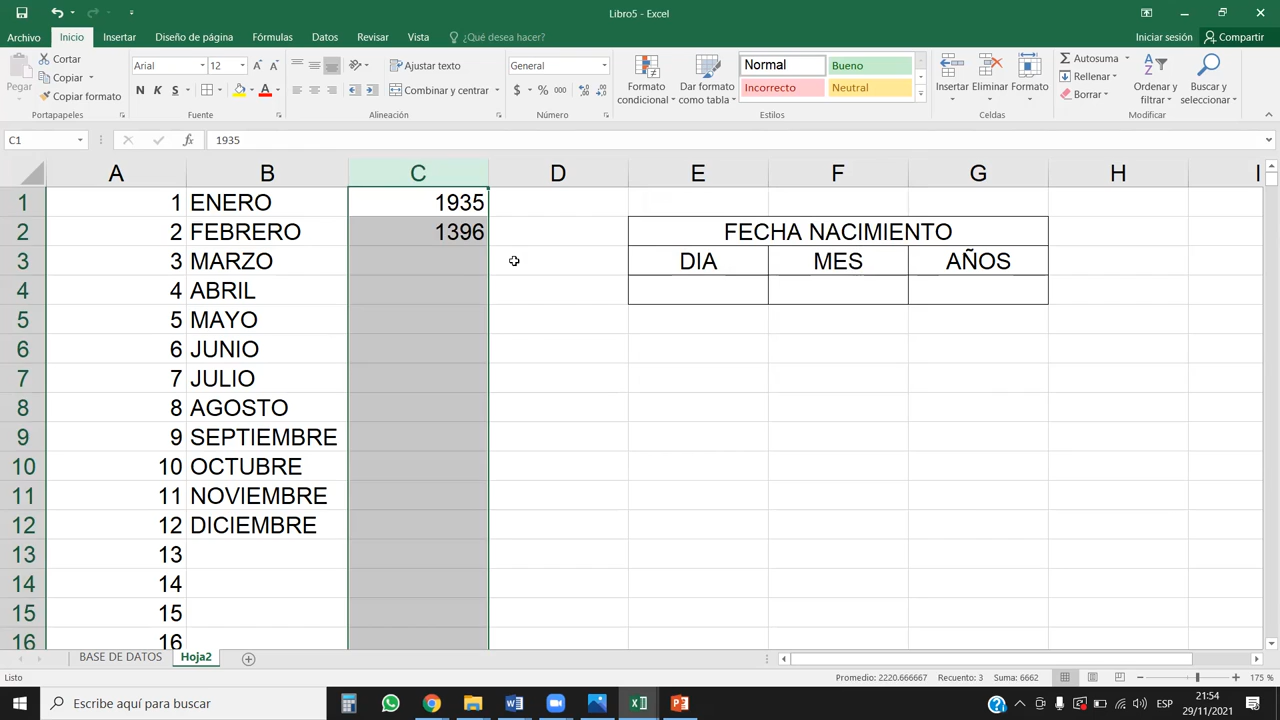 Libro5 - Excel
Archivo Inicio Insertar Diseño de página Fórmulas Datos Revisar Vista ¿Qué desea hacer? Iniciar sesión Compartir
Pegar
Cortar
Copiar
Copiar formato
Portapapeles
Arial 12
N K S
Fuente
Ajustar texto
Combinar y centrar
Alineación
General
$ % 000
Número
Formato condicional
Dar formato como tabla
Normal Bueno
Incorrecto Neutral
Estilos
Insertar Eliminar Formato
Celdas
Autosuma
Rellenar
Borrar
Ordenar y filtrar
Buscar y seleccionar
Modificar
C1 fx 1935
A B C D E F G H I
1 1 ENERO 1935
2 2 FEBRERO 1396 FECHA NACIMIENTO
3 3 MARZO DIA MES AÑOS
4 4 ABRIL
5 5 MAYO
6 6 JUNIO
7 7 JULIO
8 8 AGOSTO
9 9 SEPTIEMBRE
10 10 OCTUBRE
11 11 NOVIEMBRE
12 12 DICIEMBRE
13 13
14 14
15 15
16 16
BASE DE DATOS Hoja2
Listo Promedio: 2220.666667 Recuento: 3 Suma: 6662 175 %
Escribe aquí para buscar ESP 21:54
29/11/2021